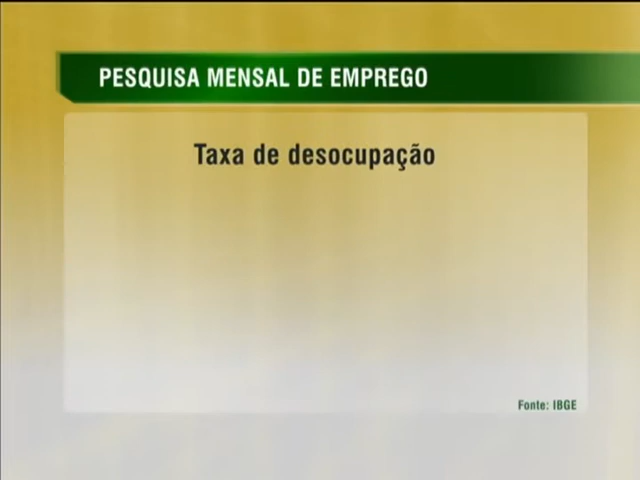 PESQUISA MENSAL DE EMPREGO
Taxa de desocupação
Fonte: IBGE